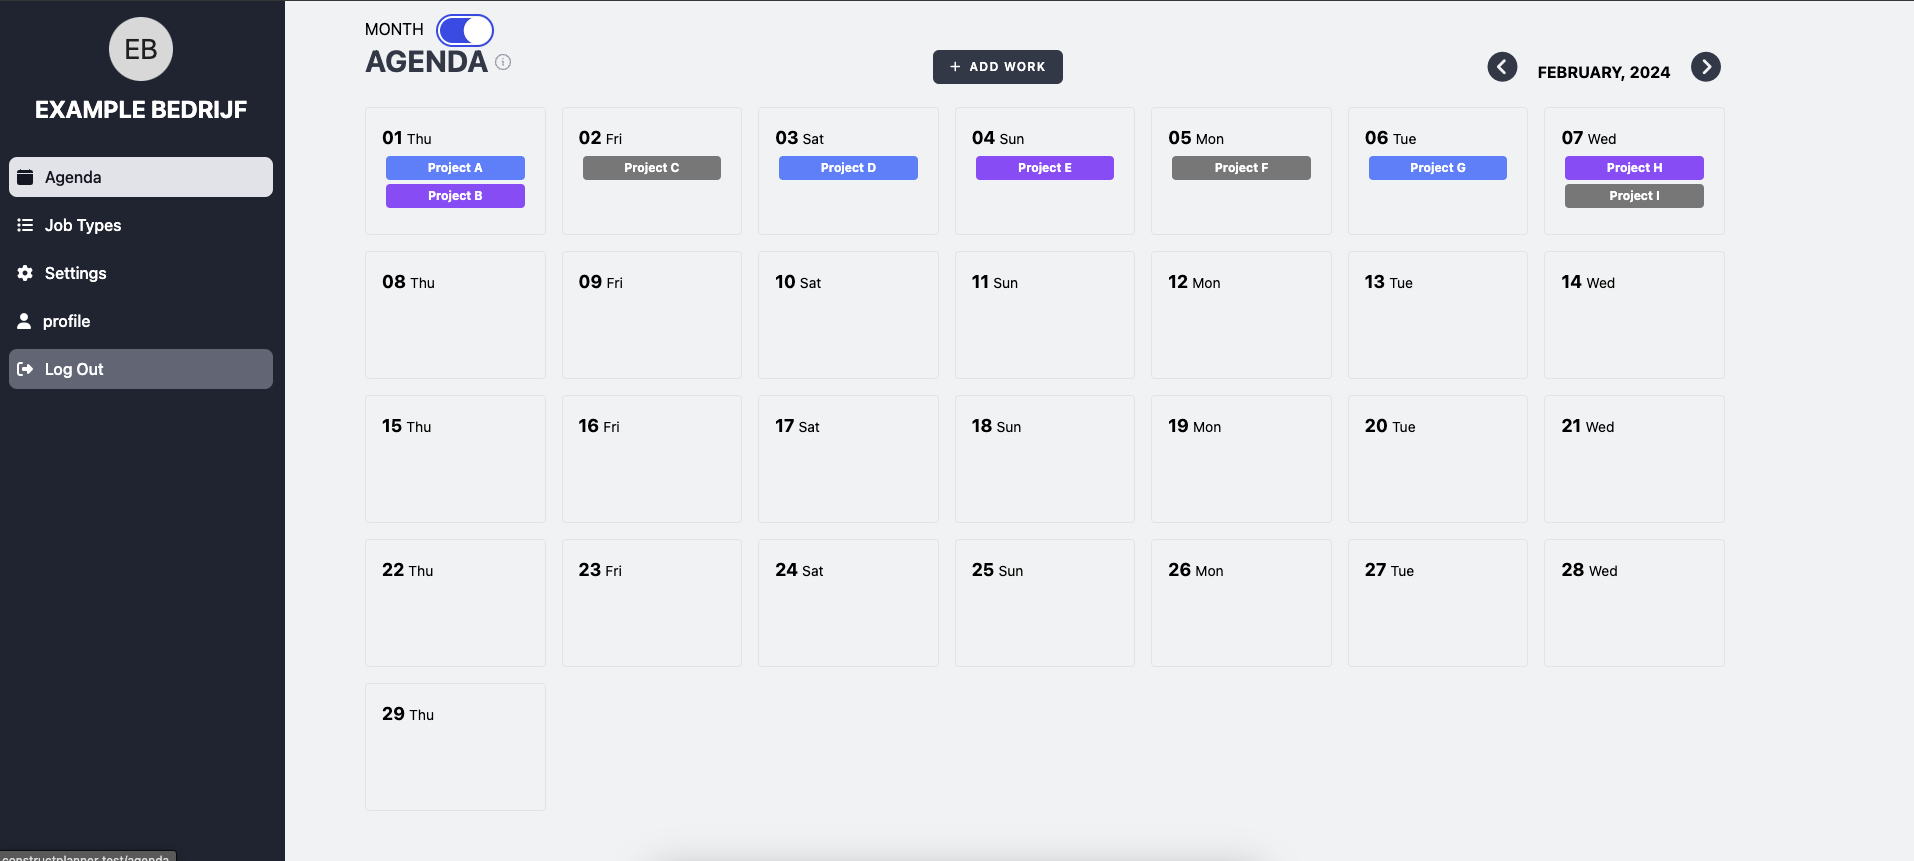 EB
EXAMPLE BEDRIJF
Agenda
Job Types
Settings
profile
Log Out
MONTH
AGENDA
+ ADD WORK
FEBRUARY, 2024
01 Thu
Project A
Project B
02 Fri
Project C
03 Sat
Project D
04 Sun
Project E
05 Mon
Project F
06 Tue
Project G
07 Wed
Project H
Project I
08 Thu
09 Fri
10 Sat
11 Sun
12 Mon
13 Tue
14 Wed
15 Thu
16 Fri
17 Sat
18 Sun
19 Mon
20 Tue
21 Wed
22 Thu
23 Fri
24 Sat
25 Sun
26 Mon
27 Tue
28 Wed
29 Thu
constructplanner.test/agenda